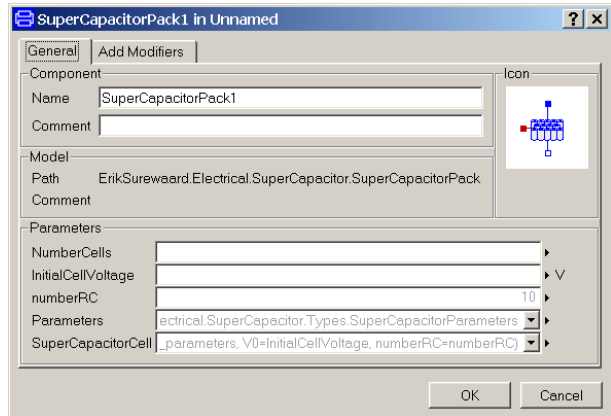 SuperCapacitorPack1 in Unnamed
General
Add Modifiers
Component
Icon
Name SuperCapacitorPack1
Comment
Model
Path ErikSurewaard.Electrical.SuperCapacitor.SuperCapacitorPack
Comment
Parameters
NumberCells
InitialCellVoltage V
numberRC 10
Parameters ectrical.SuperCapacitor.Types.SuperCapacitorParameters
SuperCapacitorCell _parameters, V0=InitialCellVoltage, numberRC=numberRC)
OK
Cancel